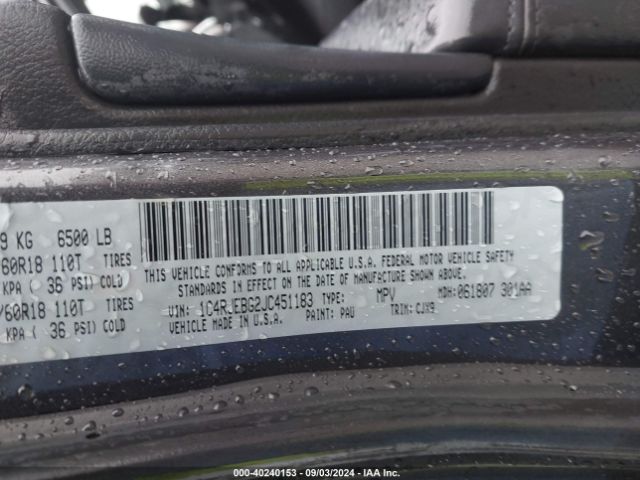 9 KG 6500 LB
/60R18 110T TIRES
KPA ( 36 PSI) COLD
/60R18 110T TIRES
KPA ( 36 PSI) COLD
THIS VEHICLE CONFORMS TO ALL APPLICABLE U.S.A. FEDERAL MOTOR VEHICLE SAFETY
STANDARDS IN EFFECT ON THE DATE OF MANUFACTURE SHOWN ABOVE.
VIN: 1C4RJEBG2JC451183 TYPE: MPV MDH: 061807 301AA
VEHICLE MADE IN U.S.A. PAINT: PAU TRIM: CJX9
000-40240153 - 09/03/2024 - IAA Inc.